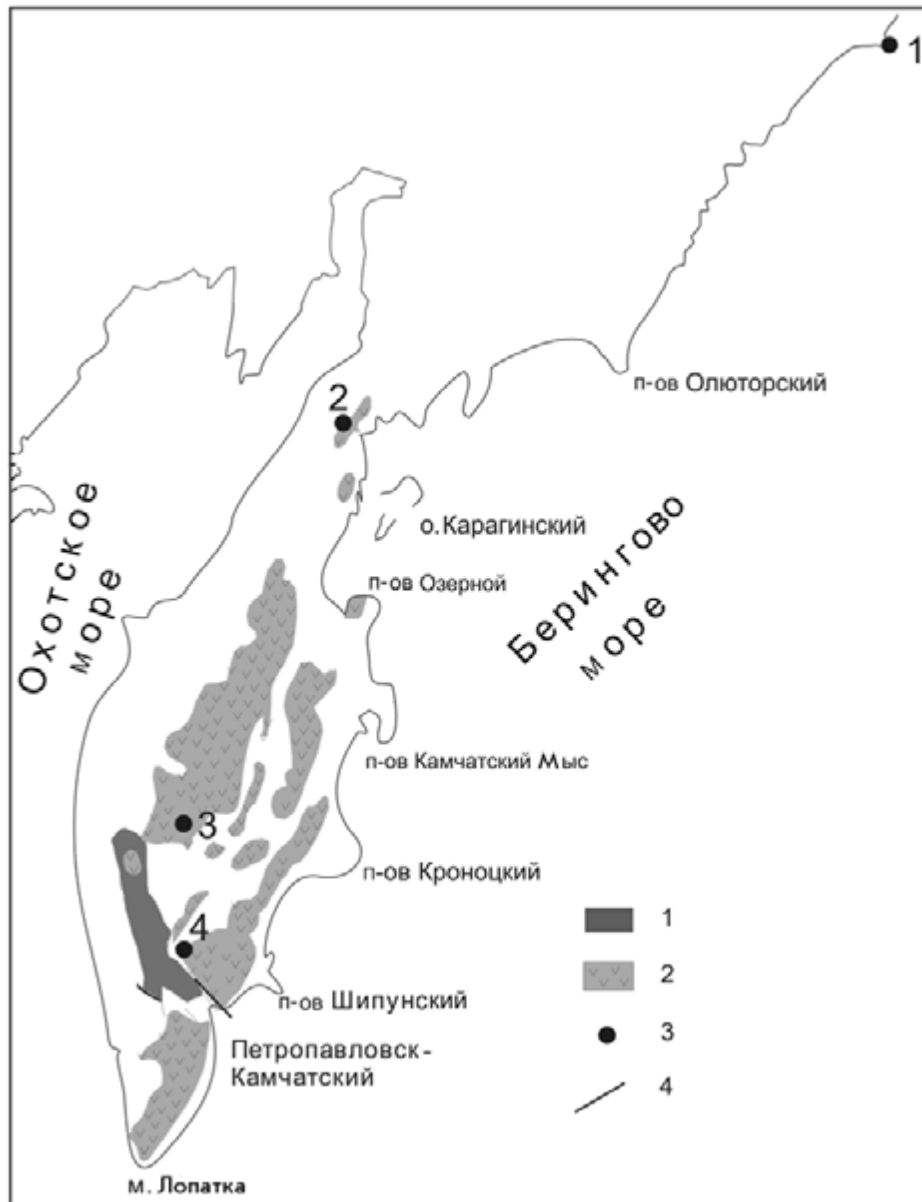 1
п-ов Олюторский
2
о. Карагинский
Охотское
море
п-ов Озерной
Берингово
море
п-ов Камчатский Мыс
3
п-ов Кроноцкий
4
1
2
п-ов Шипунский
3
Петропавловск-
Камчатский
4
м. Лопатка